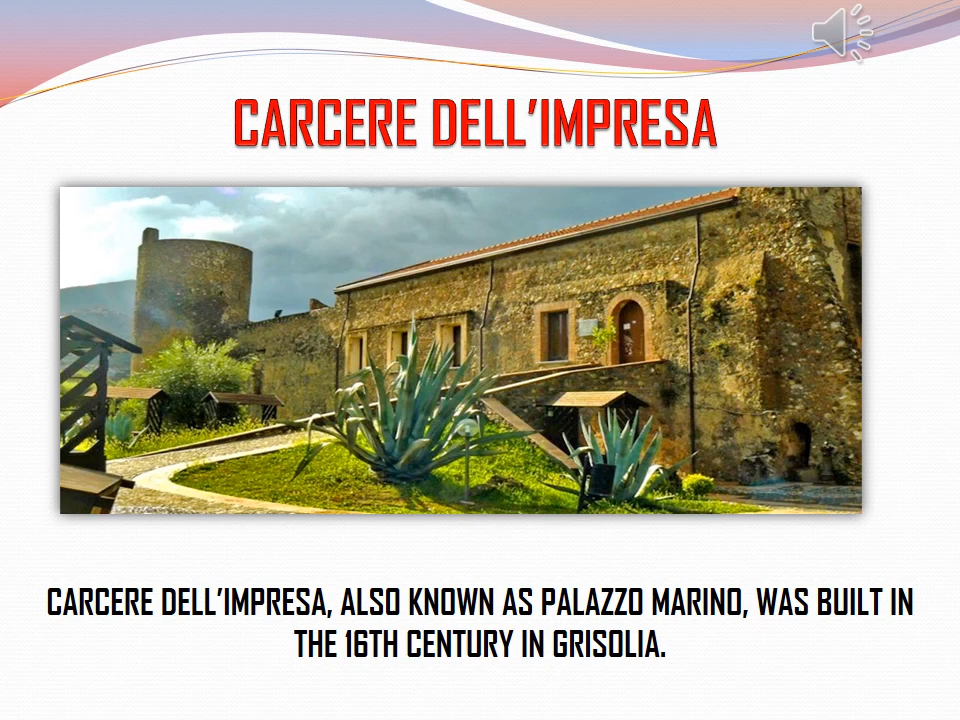 CARCERE DELL’IMPRESA
CARCERE DELL’IMPRESA, ALSO KNOWN AS PALAZZO MARINO, WAS BUILT IN
THE 16TH CENTURY IN GRISOLIA.